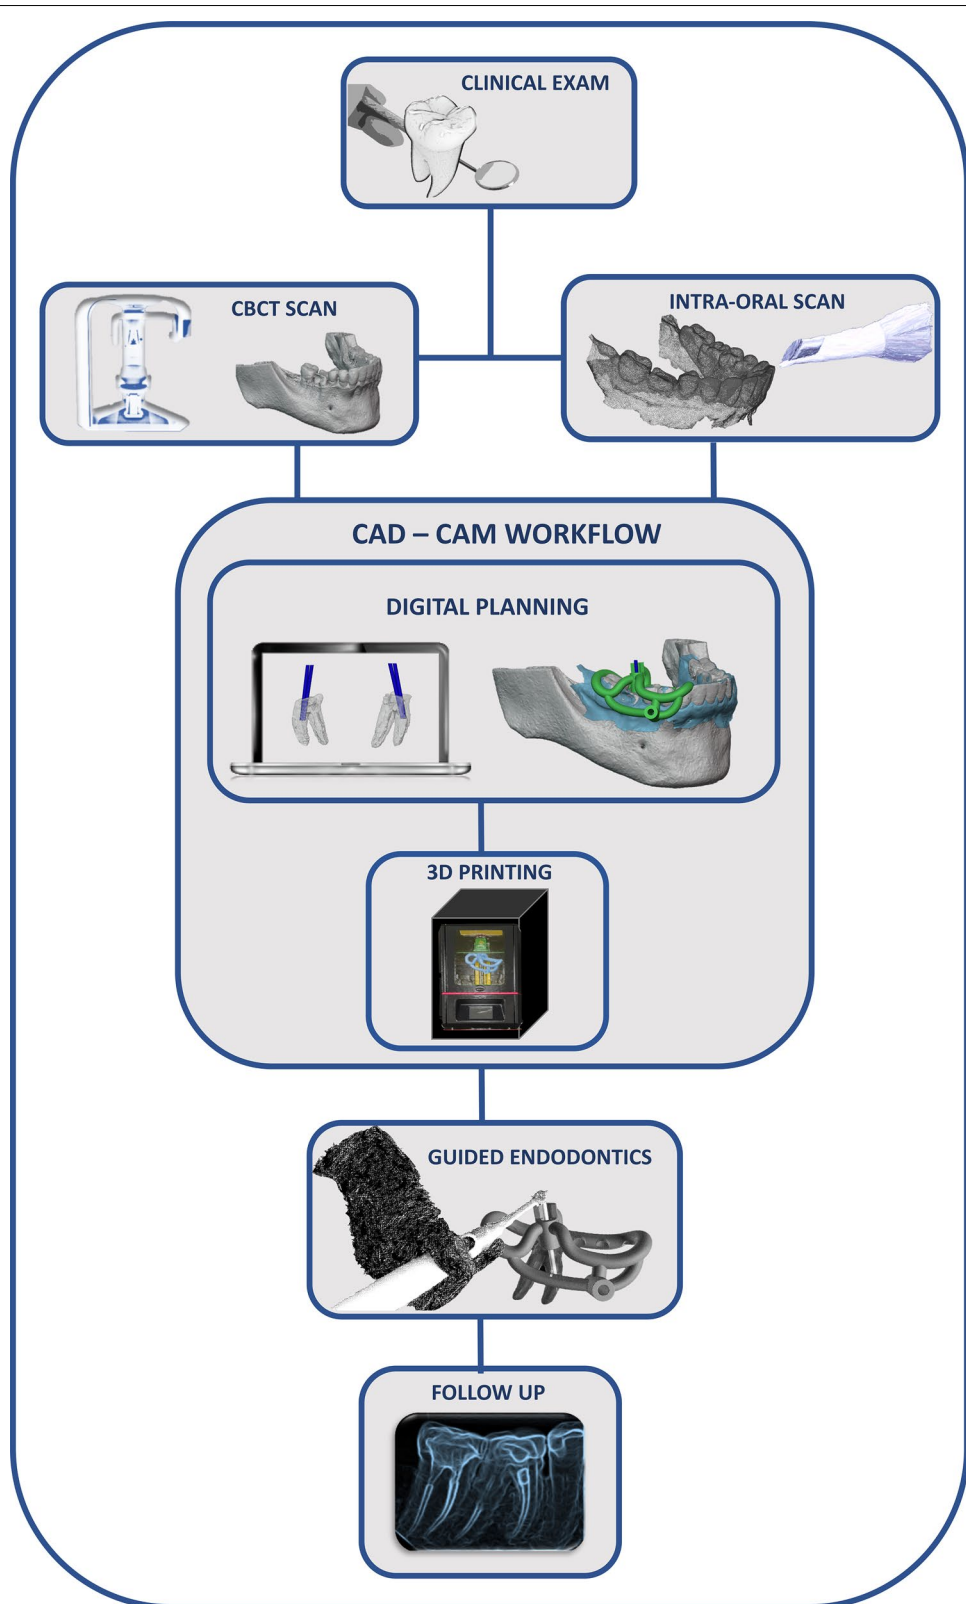 CLINICAL EXAM
CBCT SCAN
INTRA-ORAL SCAN
CAD – CAM WORKFLOW
DIGITAL PLANNING
3D PRINTING
GUIDED ENDODONTICS
FOLLOW UP